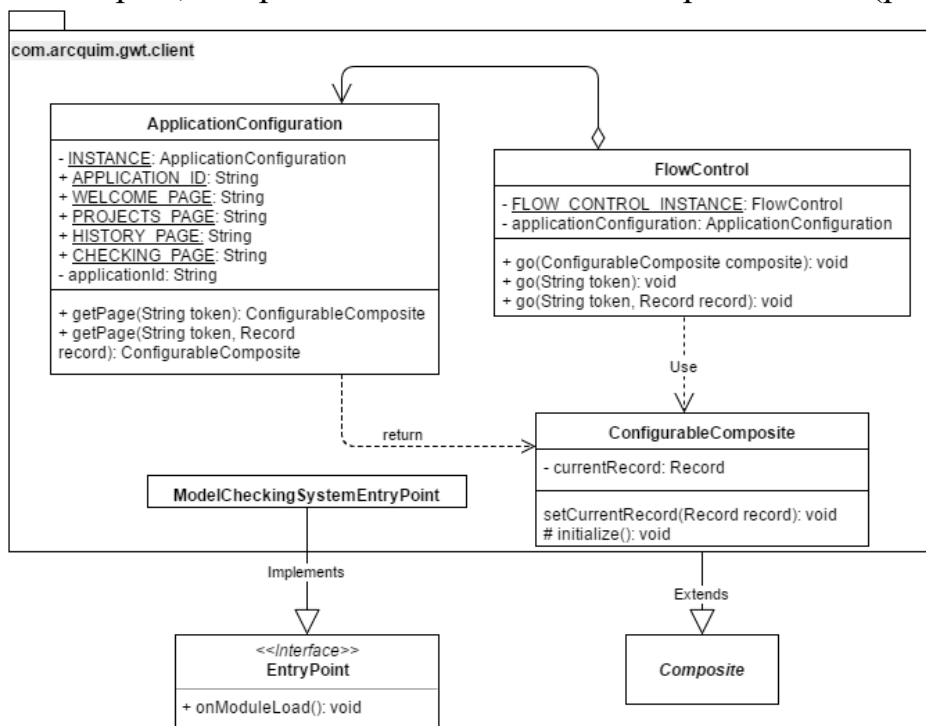 com.arcquim.gwt.client
ApplicationConfiguration
- INSTANCE: ApplicationConfiguration
+ APPLICATION_ID: String
+ WELCOME_PAGE: String
+ PROJECTS_PAGE: String
+ HISTORY_PAGE: String
+ CHECKING_PAGE: String
- applicationId: String
+ getPage(String token): ConfigurableComposite
+ getPage(String token, Record
record): ConfigurableComposite
FlowControl
- FLOW_CONTROL_INSTANCE: FlowControl
- applicationConfiguration: ApplicationConfiguration
+ go(ConfigurableComposite composite): void
+ go(String token): void
+ go(String token, Record record): void
Use
return
ConfigurableComposite
- currentRecord: Record
setCurrentRecord(Record record): void
# initialize(): void
ModelCheckingSystemEntryPoint
Implements
Extends
<<Interface>>
EntryPoint
+ onModuleLoad(): void
Composite